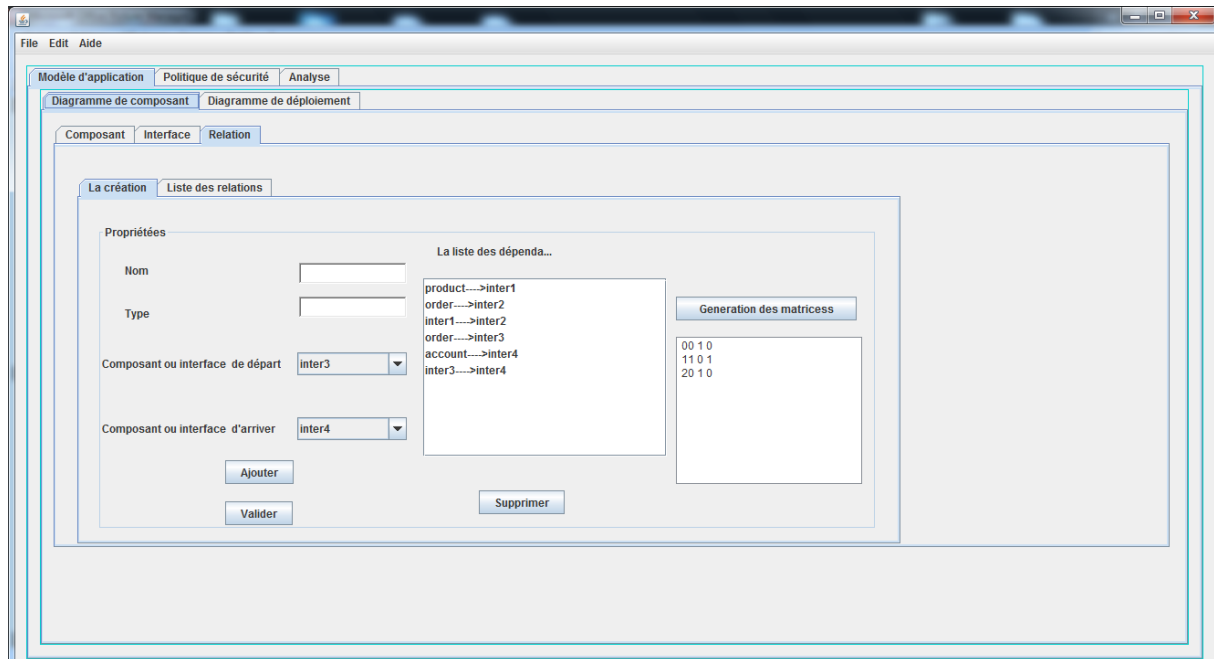 File Edit Aide
Modèle d'application Politique de sécurité Analyse
Diagramme de composant Diagramme de déploiement
Composant Interface Relation
La création Liste des relations
Propriétées
La liste des dépenda...
Nom
Type
Composant ou interface de départ inter3
Composant ou interface d'arriver inter4
Ajouter
Valider
product---->inter1
order---->inter2
inter1---->inter2
order---->inter3
account---->inter4
inter3---->inter4
Supprimer
Generation des matricess
00 1 0
11 0 1
20 1 0